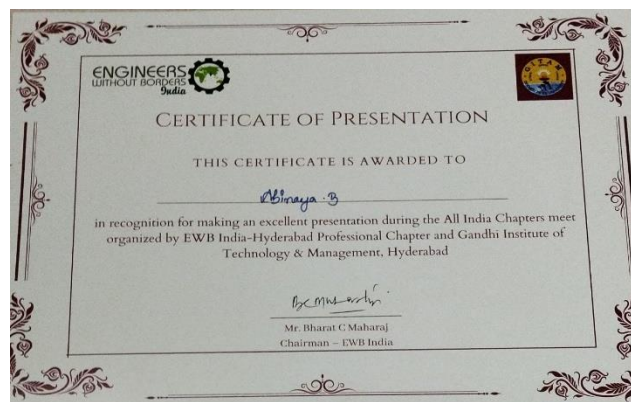 ENGINEERS
WITHOUT BORDERS
India
GITAM
CERTIFICATE OF PRESENTATION
THIS CERTIFICATE IS AWARDED TO
Abinaya . B
in recognition for making an excellent presentation during the All India Chapters meet
organized by EWB India-Hyderabad Professional Chapter and Gandhi Institute of
Technology & Management, Hyderabad
Mr. Bharat C Maharaj
Chairman – EWB India